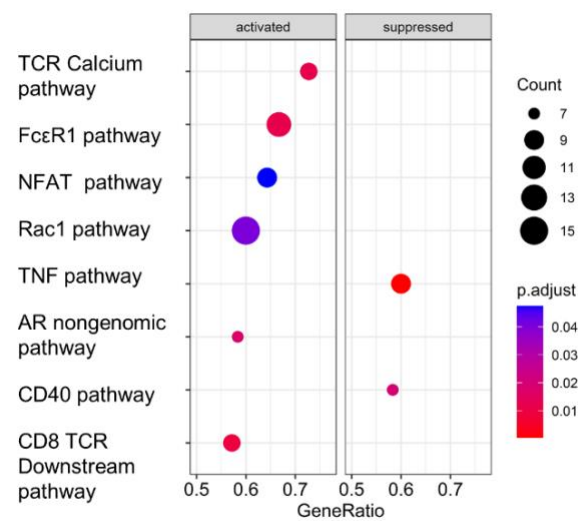 activated
suppressed
TCR Calcium
pathway
FcεR1 pathway
NFAT pathway
Rac1 pathway
TNF pathway
AR nongenomic
pathway
CD40 pathway
CD8 TCR
Downstream
pathway
0.5 0.6 0.7
0.5 0.6 0.7
GeneRatio
Count
7
9
11
13
15
p.adjust
0.04
0.03
0.02
0.01